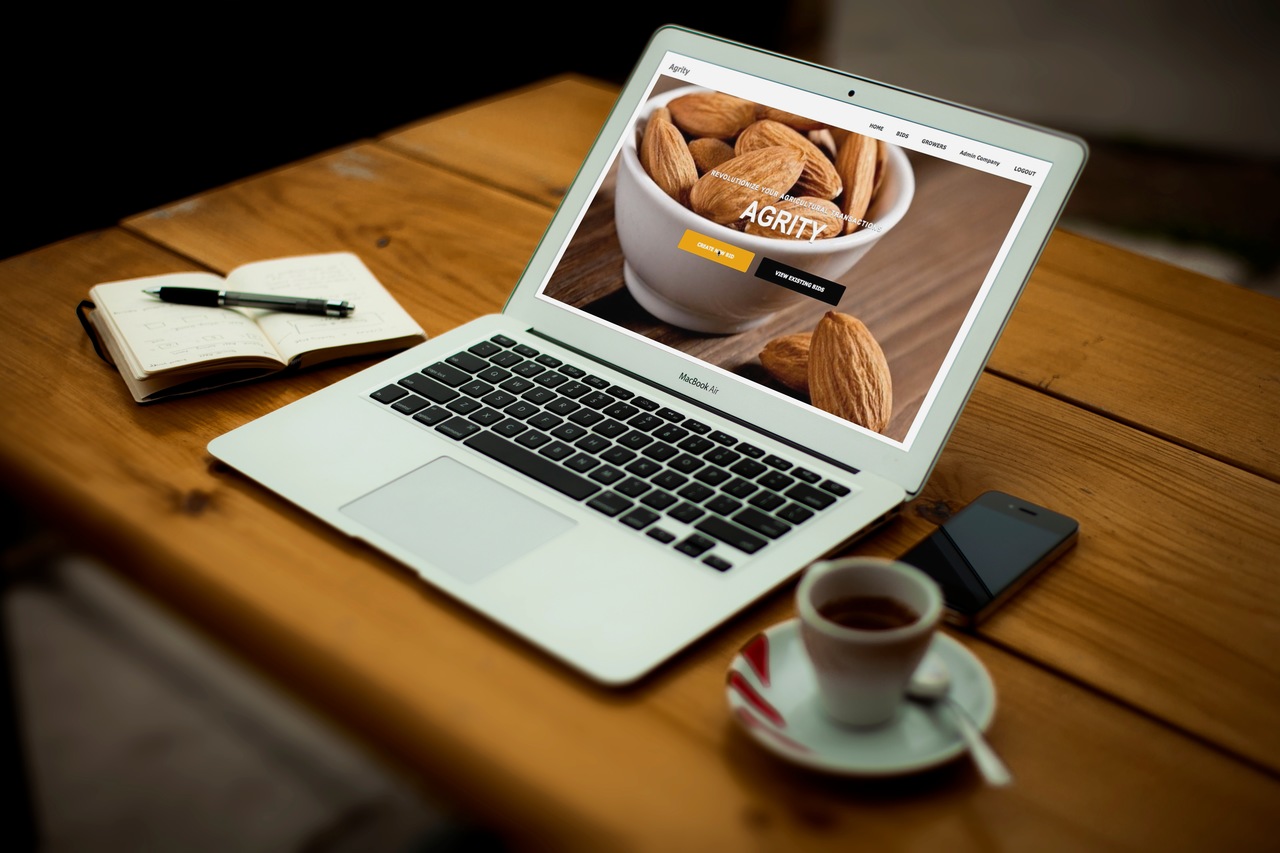 Agrity
HOME BIDS GROWERS Admin Company LOGOUT
REVOLUTIONIZE YOUR AGRICULTURAL TRANSACTIONS
AGRITY
CREATE NEW BID
VIEW EXISTING BIDS
MacBook Air